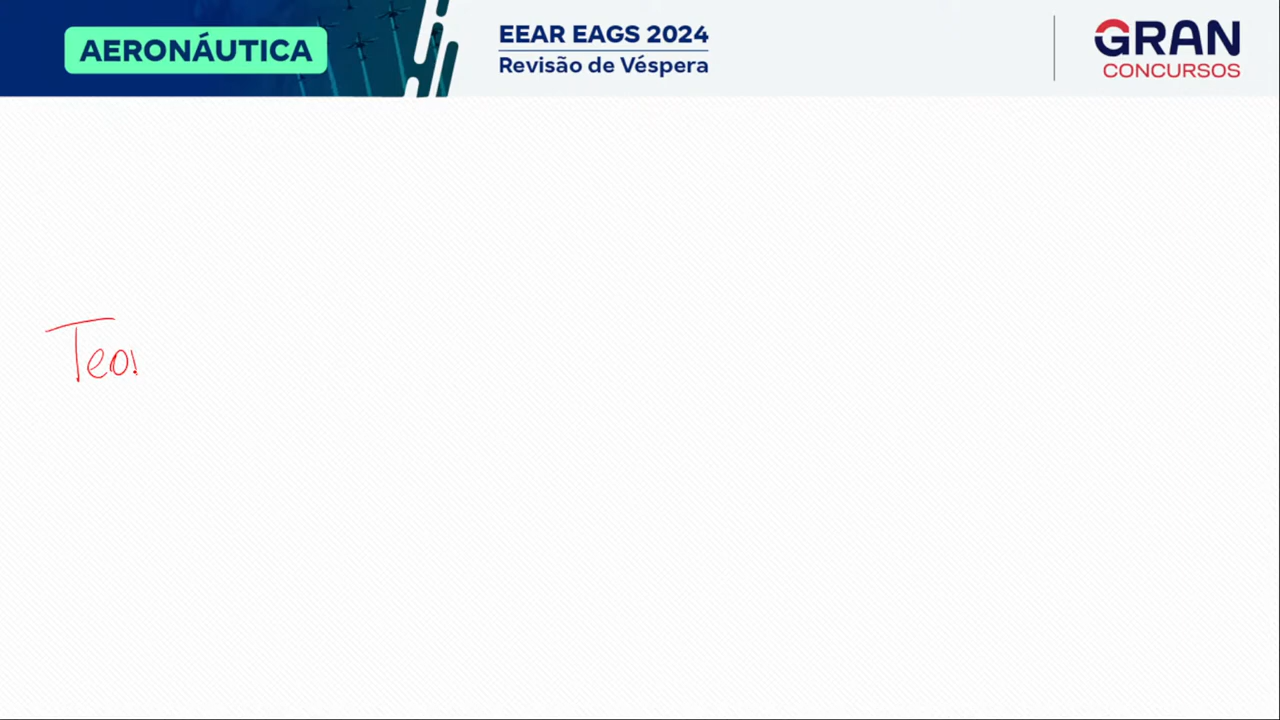 AERONÁUTICA
EEAR EAGS 2024
Revisão de Véspera
GRAN
CONCURSOS
Teo